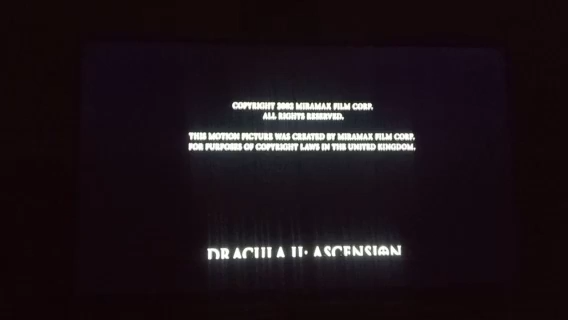 COPYRIGHT 2002 MIRAMAX FILM CORP.
ALL RIGHTS RESERVED.
THIS MOTION PICTURE WAS CREATED BY MIRAMAX FILM CORP.
FOR PURPOSES OF COPYRIGHT LAWS IN THE UNITED KINGDOM.
DRACULA II: ASCENSION